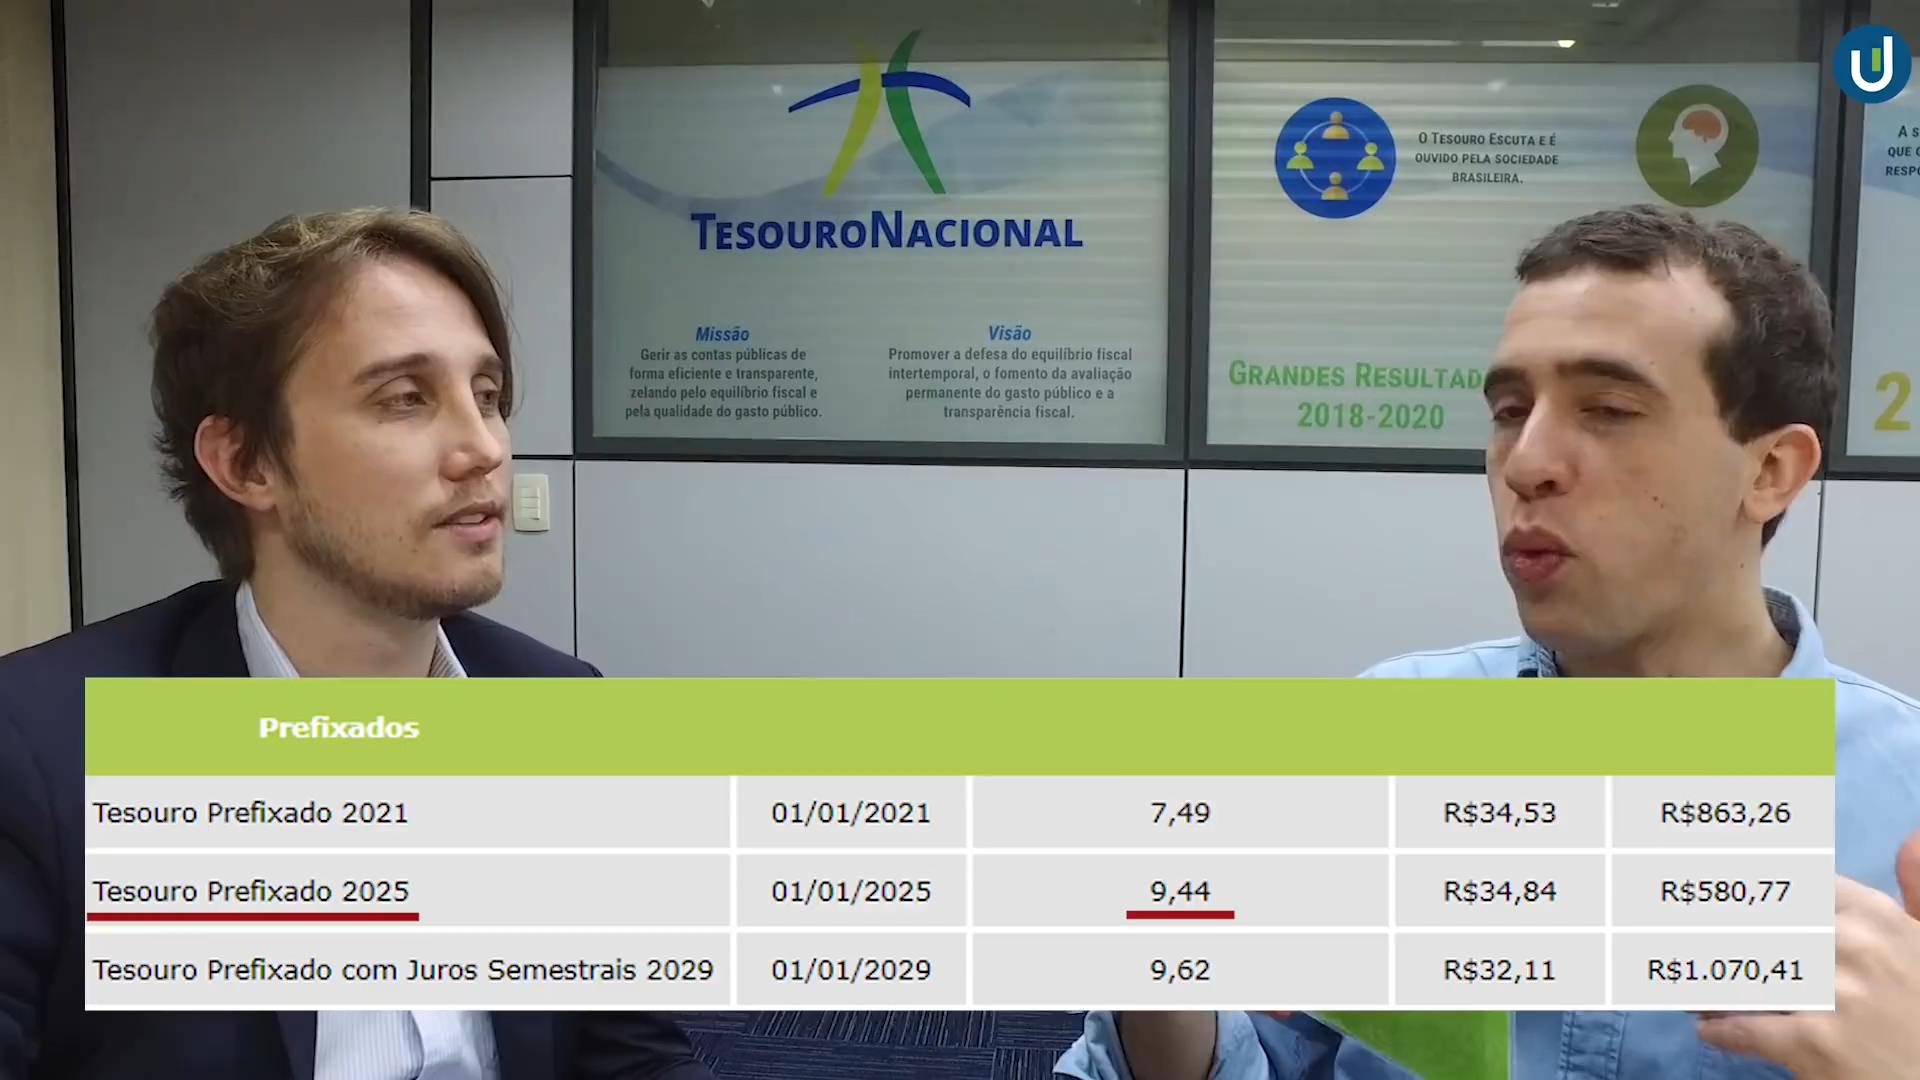 TESOURONACIONAL
Missão
Gerir as contas públicas de
forma eficiente e transparente,
zelando pelo equilíbrio fiscal e
pela qualidade do gasto público.
Visão
Promover a defesa do equilíbrio fiscal
intertemporal, o fomento da avaliação
permanente do gasto público e a
transparência fiscal.
O TESOURO ESCUTA E É
OUVIDO PELA SOCIEDADE
BRASILEIRA.
GRANDES RESULTAD
2018-2020
A S
QUE
RESPO
2
Prefixados
Tesouro Prefixado 2021 01/01/2021 7,49 R$34,53 R$863,26
Tesouro Prefixado 2025 01/01/2025 9,44 R$34,84 R$580,77
Tesouro Prefixado com Juros Semestrais 2029 01/01/2029 9,62 R$32,11 R$1.070,41